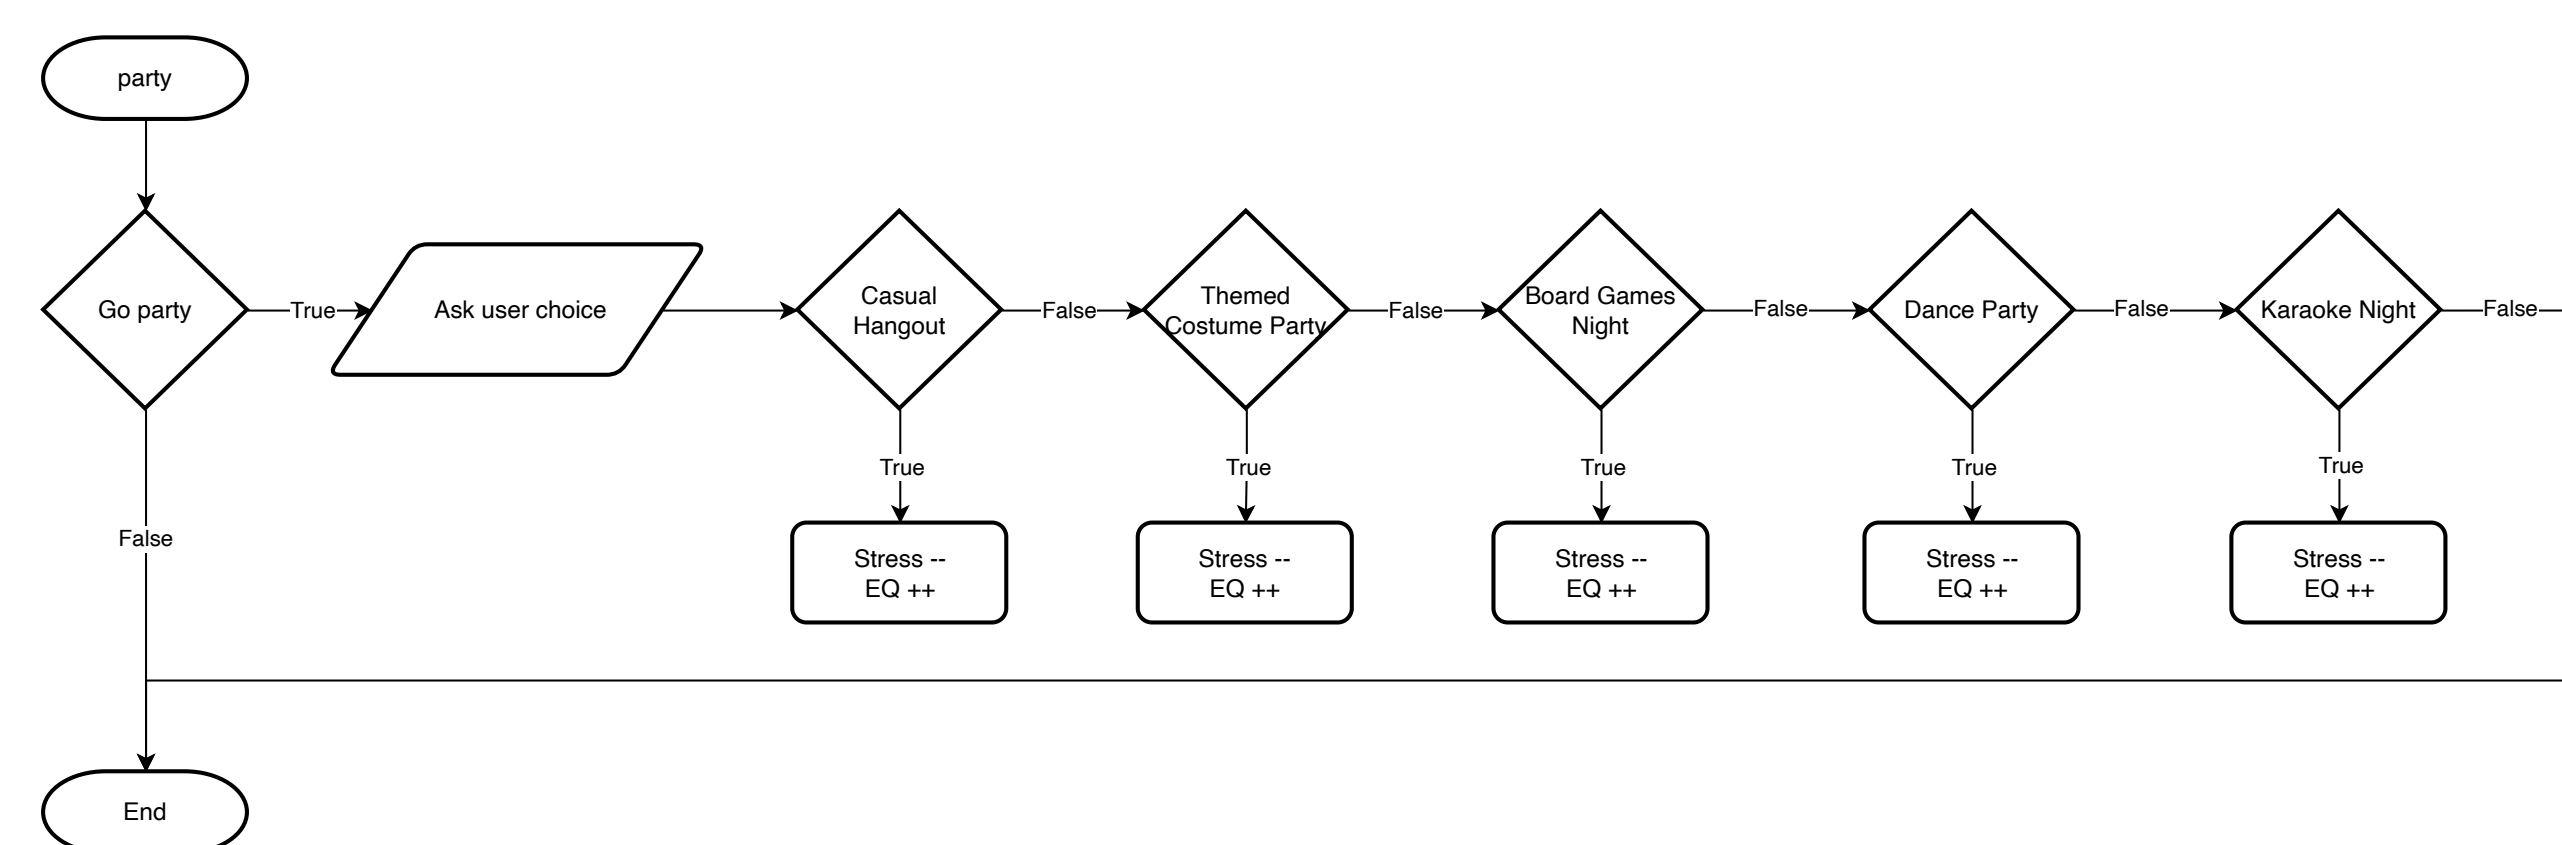 party
Go party
True
Ask user choice
Casual
Hangout
False
Themed
Costume Party
False
Board Games
Night
False
Dance Party
False
Karaoke Night
False
True
True
True
True
True
False
Stress --
EQ ++
Stress --
EQ ++
Stress --
EQ ++
Stress --
EQ ++
Stress --
EQ ++
End